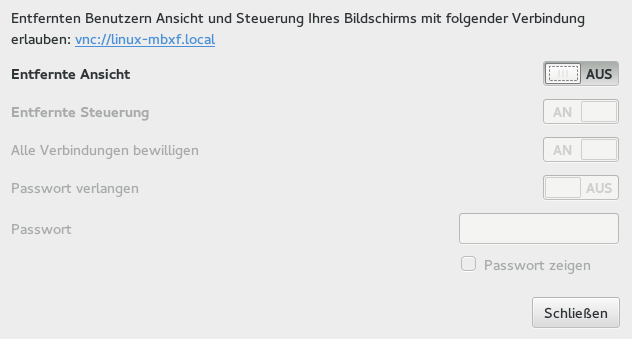 Entfernten Benutzern Ansicht und Steuerung Ihres Bildschirms mit folgender Verbindung
erlauben: vnc://linux-mbxf.local
Entfernte Ansicht AUS
Entfernte Steuerung AN
Alle Verbindungen bewilligen AN
Passwort verlangen AUS
Passwort
Passwort zeigen
Schließen